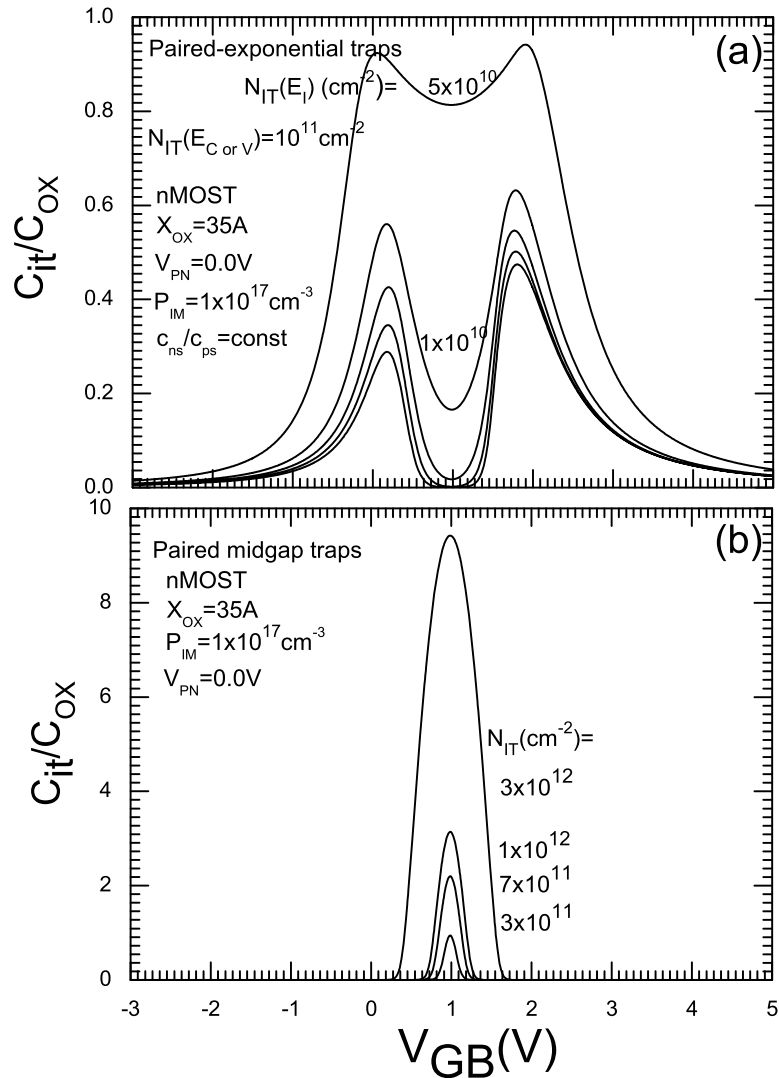 1.0
Paired-exponential traps
(a)
N_IT(E_I) (cm^-2)= 5x10^10
0.8
N_IT(E_C or V)=10^11cm^-2
nMOST
0.6
X_OX=35A
V_PN=0.0V
C_it/C_OX
0.4
P_IM=1x10^17cm^-3
1x10^10
c_ns/c_ps=const
0.2
0.0
10
Paired midgap traps
(b)
nMOST
X_OX=35A
8
P_IM=1x10^17cm^-3
V_PN=0.0V
6
C_it/C_OX
N_IT(cm^-2)=
4
3x10^12
1x10^12
7x10^11
2
3x10^11
0
-3 -2 -1 0 1 2 3 4 5
V_GB(V)